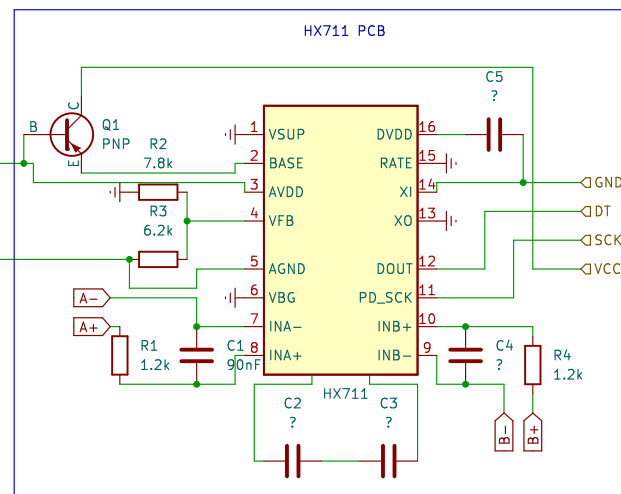 HX711 PCB
C
B
E
Q1
PNP
R2
7.8k
R3
6.2k
C5
?
1
VSUP
2
BASE
3
AVDD
4
VFB
5
AGND
6
VBG
7
INA-
8
INA+
DVDD
16
RATE
15
XI
14
XO
13
DOUT
12
PD_SCK
11
INB+
10
INB-
9
GND
DT
SCK
VCC
A-
A+
R1
1.2k
C1
90nF
HX711
C2
?
C3
?
C4
?
R4
1.2k
B-
B+